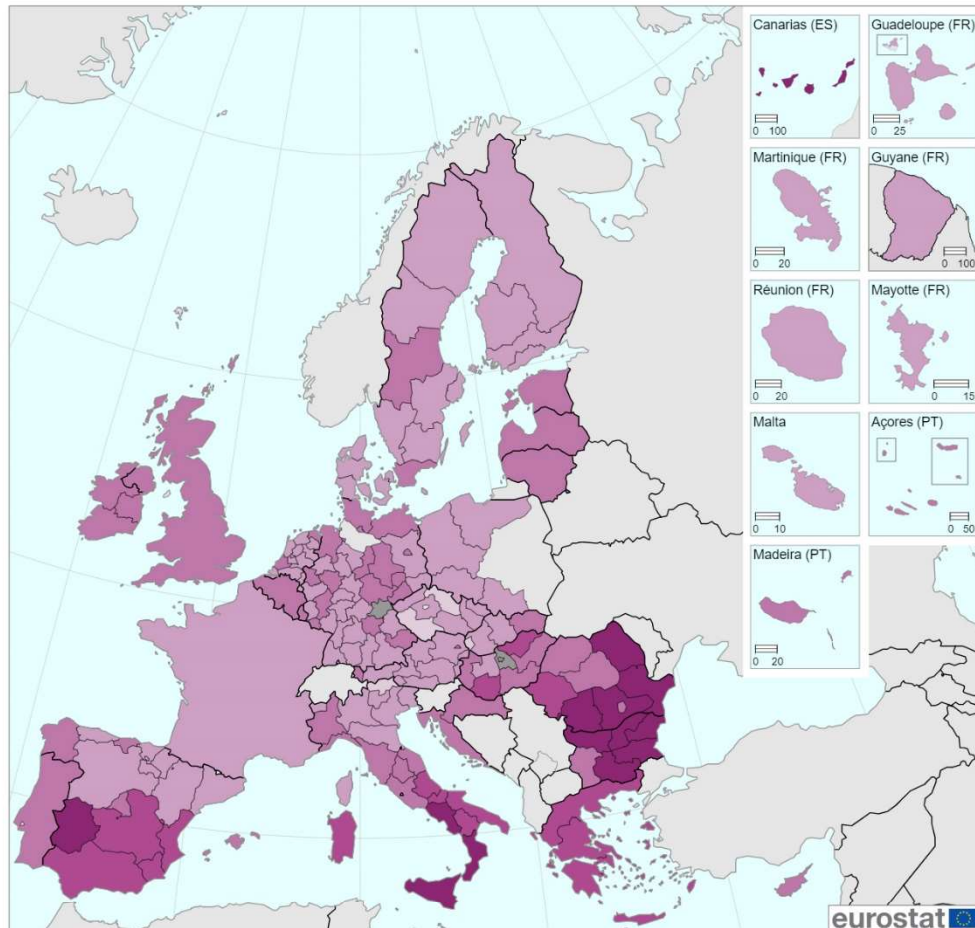 Canarias (ES)
0 100
Guadeloupe (FR)
0 25
Martinique (FR)
0 20
Guyane (FR)
0 100
Réunion (FR)
0 20
Mayotte (FR)
0 15
Malta
0 10
Açores (PT)
0 50
Madeira (PT)
0 20
eurostat